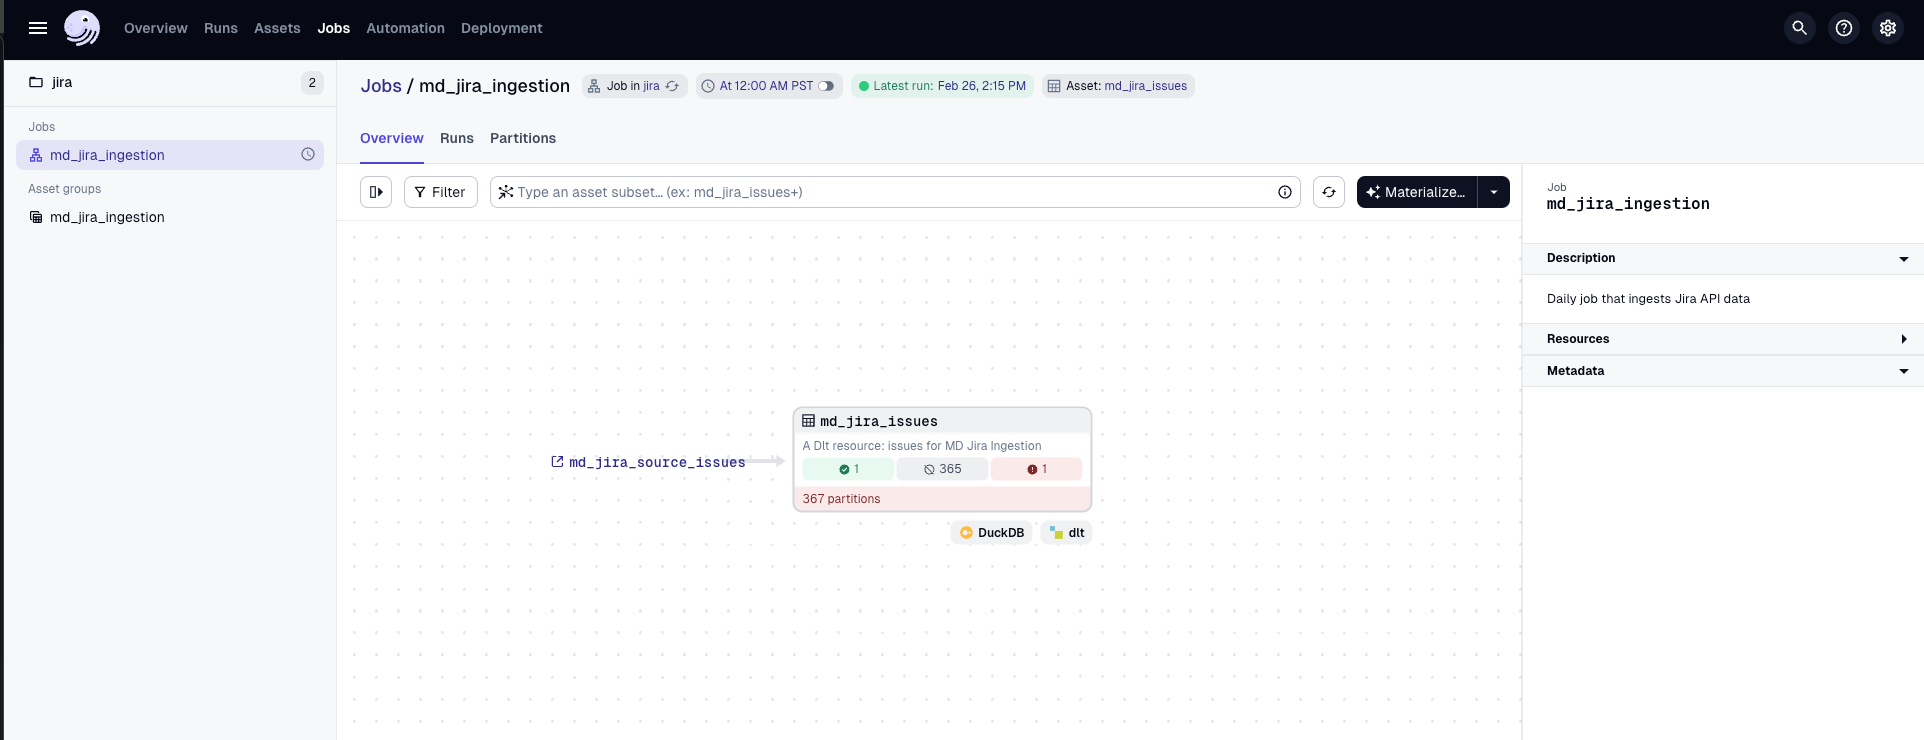 Overview Runs Assets Jobs Automation Deployment
jira 2
Jobs
md_jira_ingestion
Asset groups
md_jira_ingestion
Jobs / md_jira_ingestion Job in jira At 12:00 AM PST Latest run: Feb 26, 2:15 PM Asset: md_jira_issues
Overview Runs Partitions
Filter Type an asset subset… (ex: md_jira_issues+) Materialize…
md_jira_source_issues
md_jira_issues
A Dlt resource: issues for MD Jira Ingestion
1 365 1
367 partitions
DuckDB dlt
Job
md_jira_ingestion
Description
Daily job that ingests Jira API data
Resources
Metadata